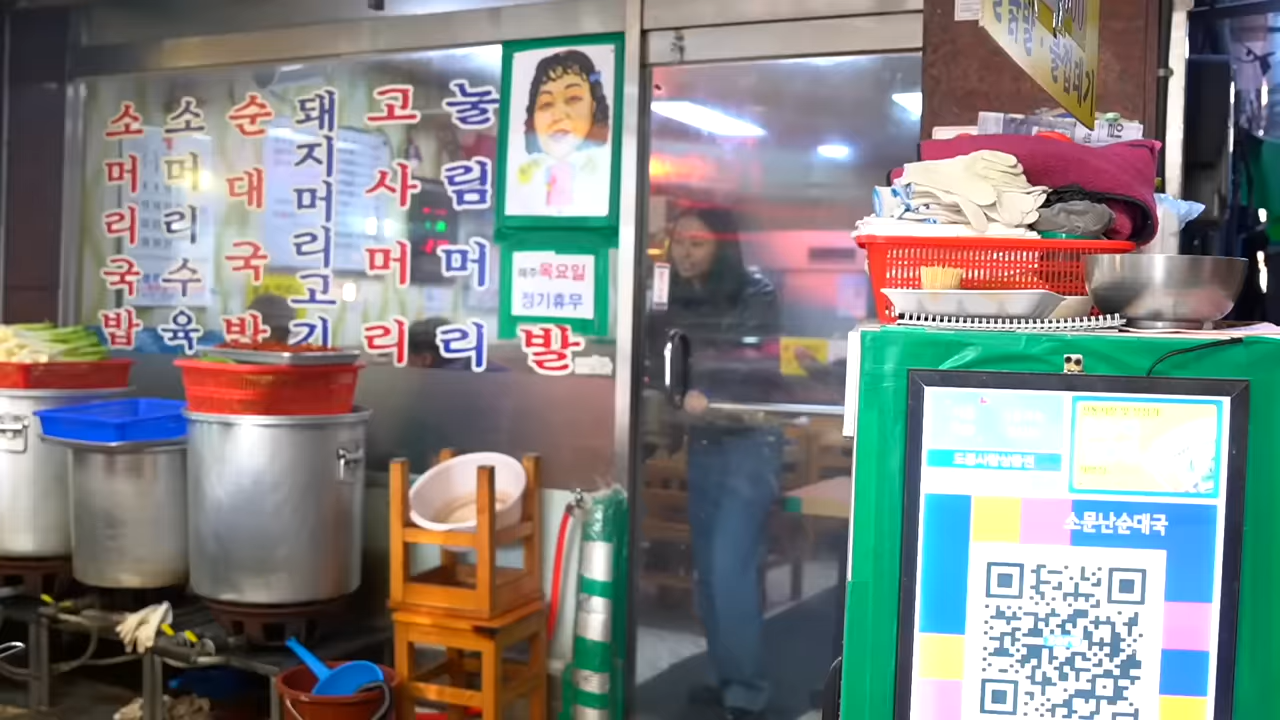 소머리국밥
소머리수육
순대국밥
돼지머리고기
고사머리
눌림머리
발
매주목요일
정기휴무
소문난순대국